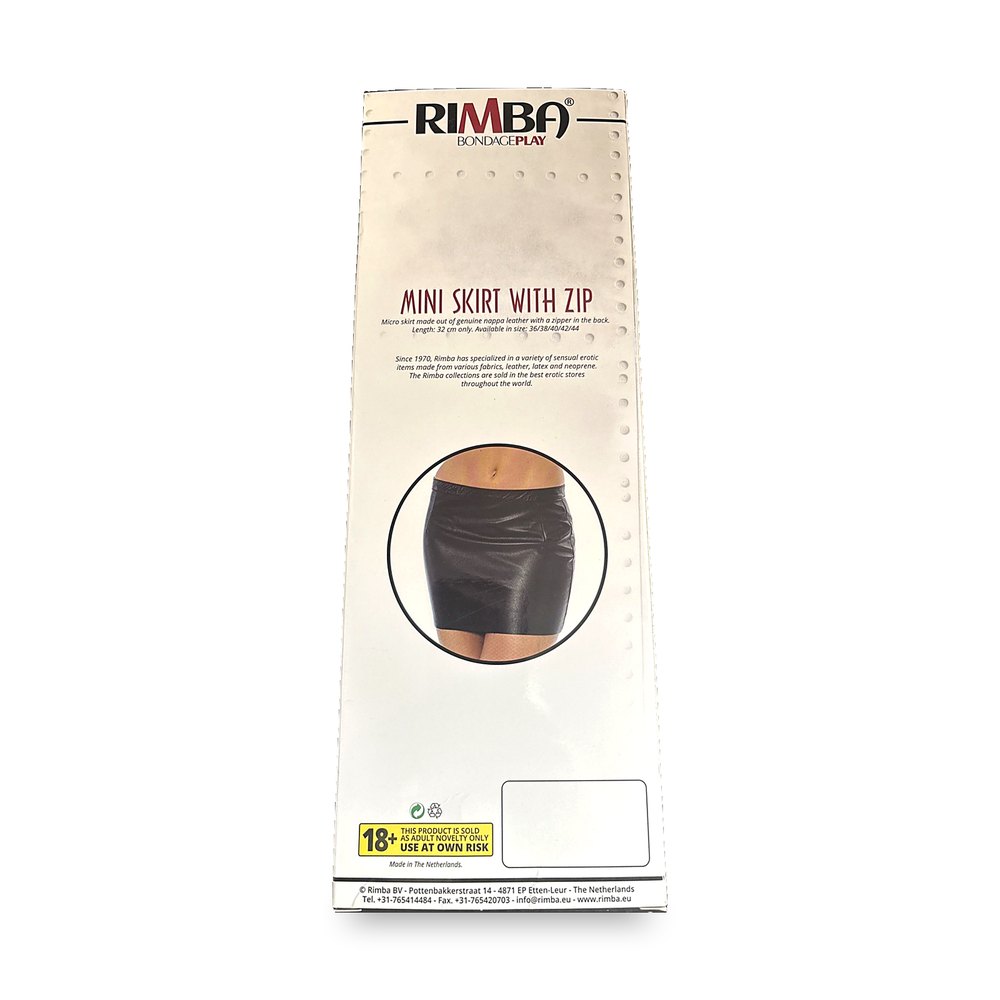 RIMBA®
BONDAGEPLAY
MINI SKIRT WITH ZIP
Micro skirt made out of genuine nappa leather with a zipper in the back.
Length: 32 cm only. Available in size: 36/38/40/42/44
Since 1970, Rimba has specialized in a variety of sensual erotic
items made from various fabrics, leather, latex and neoprene.
The Rimba collections are sold in the best erotic stores
throughout the world.
18+
THIS PRODUCT IS SOLD
AS ADULT NOVELTY ONLY
USE AT OWN RISK
Made in The Netherlands.
© Rimba BV - Pottenbakkerstraat 14 - 4871 EP Etten-Leur - The Netherlands
Tel. +31-765414484 - Fax. +31-765420703 - info@rimba.eu - www.rimba.eu